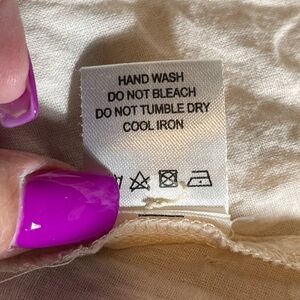 HAND WASH
DO NOT BLEACH
DO NOT TUMBLE DRY
COOL IRON